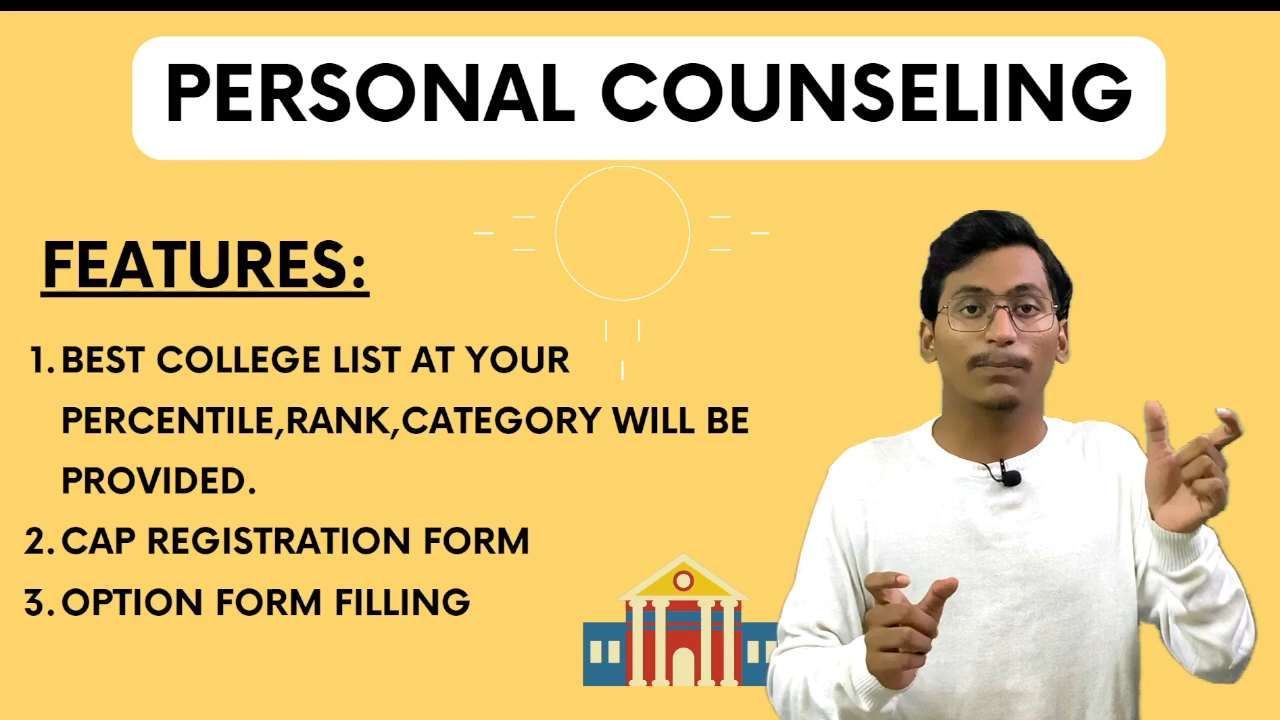 PERSONAL COUNSELING
FEATURES:
1. BEST COLLEGE LIST AT YOUR
PERCENTILE,RANK,CATEGORY WILL BE
PROVIDED.
2. CAP REGISTRATION FORM
3. OPTION FORM FILLING